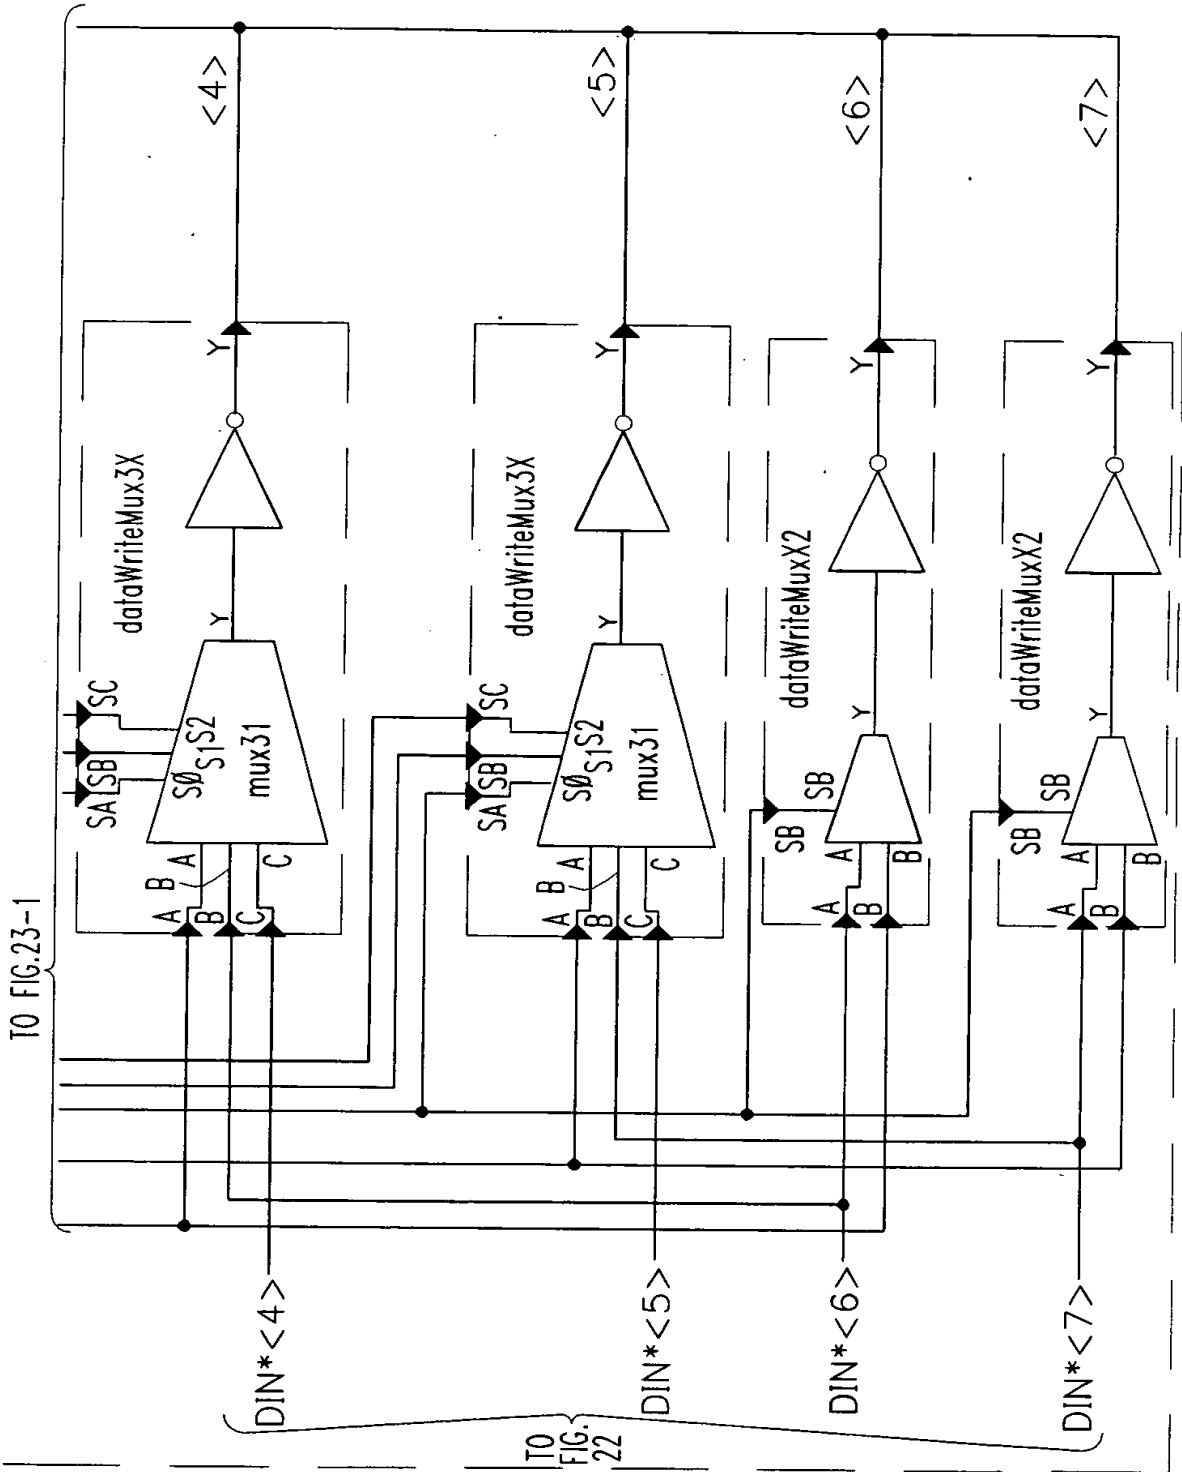 TO FIG.23-1
<4>
Y
dataWriteMux3X
Y
SC
SB
SA
SØ
S1
S2
mux31
A
B
C
A
B
C
DIN*<4>
<5>
Y
dataWriteMux3X
Y
SC
SB
SA
SØ
S1
S2
mux31
A
B
C
A
B
C
DIN*<5>
<6>
Y
dataWriteMuxX2
Y
SB
SB
A
B
A
B
DIN*<6>
<7>
Y
dataWriteMuxX2
Y
SB
SB
A
B
A
B
DIN*<7>
TO
FIG.
22